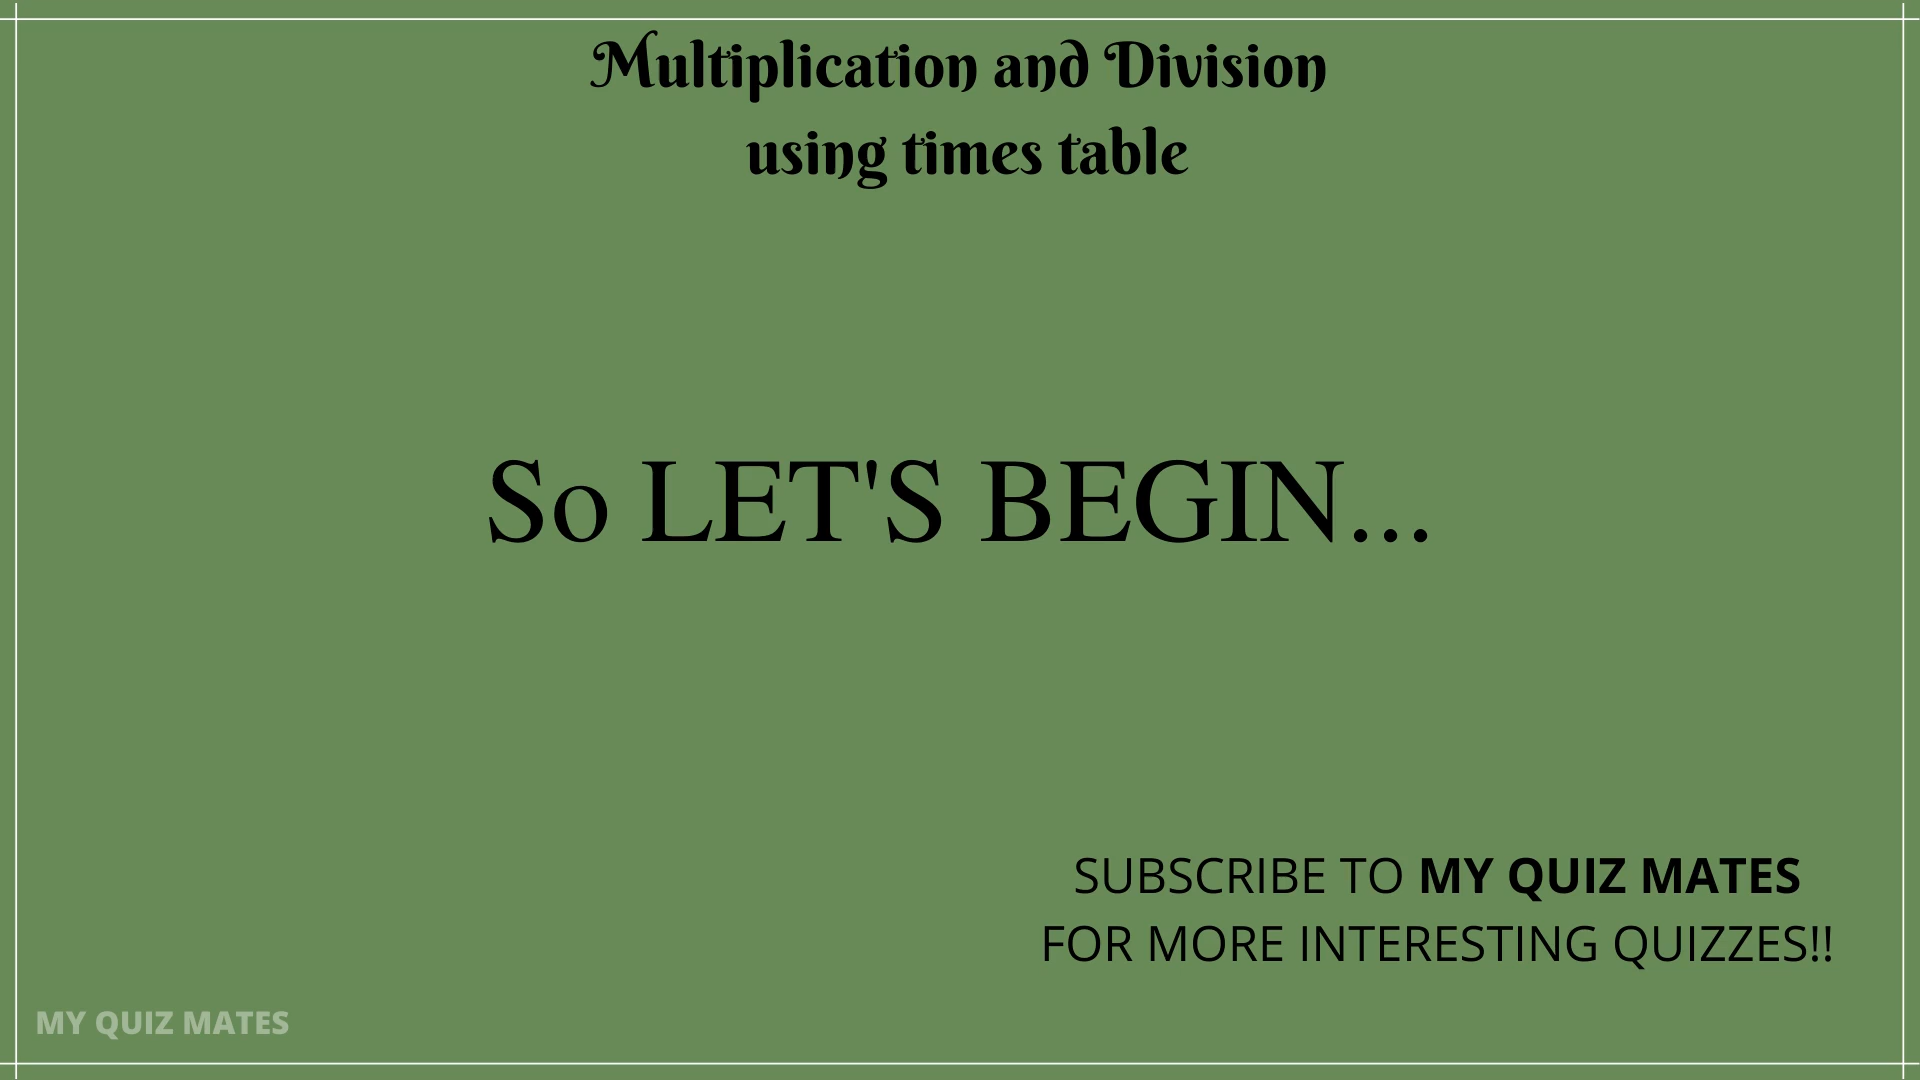 Multiplication and Division
using times table
So LET'S BEGIN...
SUBSCRIBE TO MY QUIZ MATES
FOR MORE INTERESTING QUIZZES!!
MY QUIZ MATES